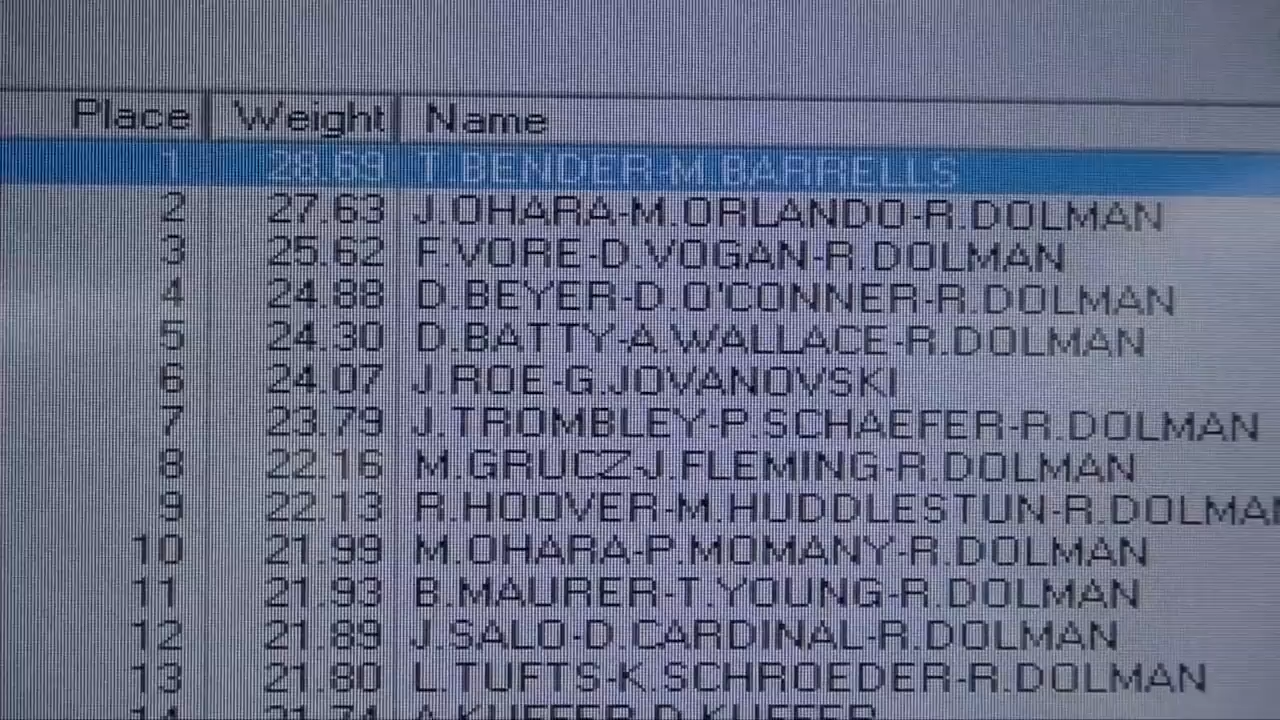 Place Weight Name
1 28.69 T.BENDER-M.BARRELLS
2 27.63 J.OHARA-M.ORLANDO-R.DOLMAN
3 25.62 F.VORE-D.VOGAN-R.DOLMAN
4 24.88 D.BEYER-D.O'CONNER-R.DOLMAN
5 24.30 D.BATTY-A.WALLACE-R.DOLMAN
6 24.07 J.ROE-G.JOVANOVSKI
7 23.79 J.TROMBLEY-P.SCHAEFER-R.DOLMAN
8 22.16 M.GRUCZ-J.FLEMING-R.DOLMAN
9 22.13 R.HOOVER-M.HUDDLESTUN-R.DOLMAN
10 21.99 M.OHARA-P.MOMANY-R.DOLMAN
11 21.93 B.MAURER-T.YOUNG-R.DOLMAN
12 21.89 J.SALO-D.CARDINAL-R.DOLMAN
13 21.80 L.TUFTS-K.SCHROEDER-R.DOLMAN